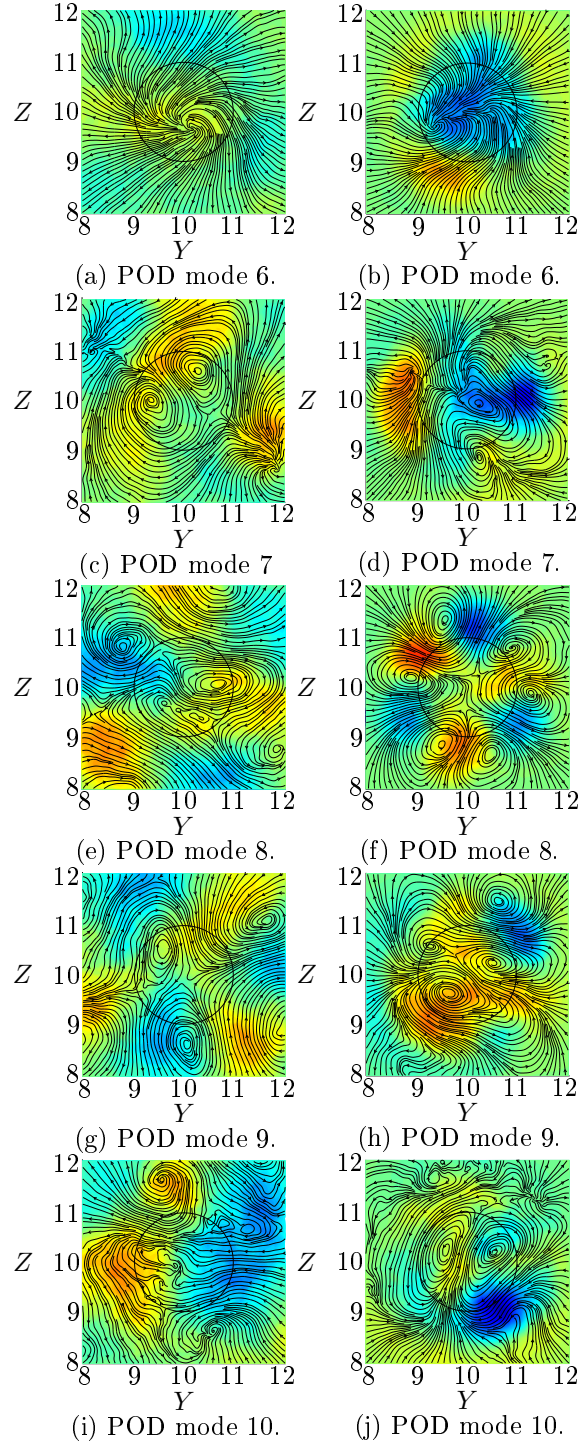 12 12
11 11
Z 10 Z 10
9 9
8 8
8 9 10 11 12 8 9 10 11 12
Y Y
(a) POD mode 6. (b) POD mode 6.
12 12
11 11
Z 10 Z 10
9 9
8 8
8 9 10 11 12 8 9 10 11 12
Y Y
(c) POD mode 7 (d) POD mode 7.
12 12
11 11
Z 10 Z 10
9 9
8 8
8 9 10 11 12 8 9 10 11 12
Y Y
(e) POD mode 8. (f) POD mode 8.
12 12
11 11
Z 10 Z 10
9 9
8 8
8 9 10 11 12 8 9 10 11 12
Y Y
(g) POD mode 9. (h) POD mode 9.
12 12
11 11
Z 10 Z 10
9 9
8 8
8 9 10 11 12 8 9 10 11 12
Y Y
(i) POD mode 10. (j) POD mode 10.